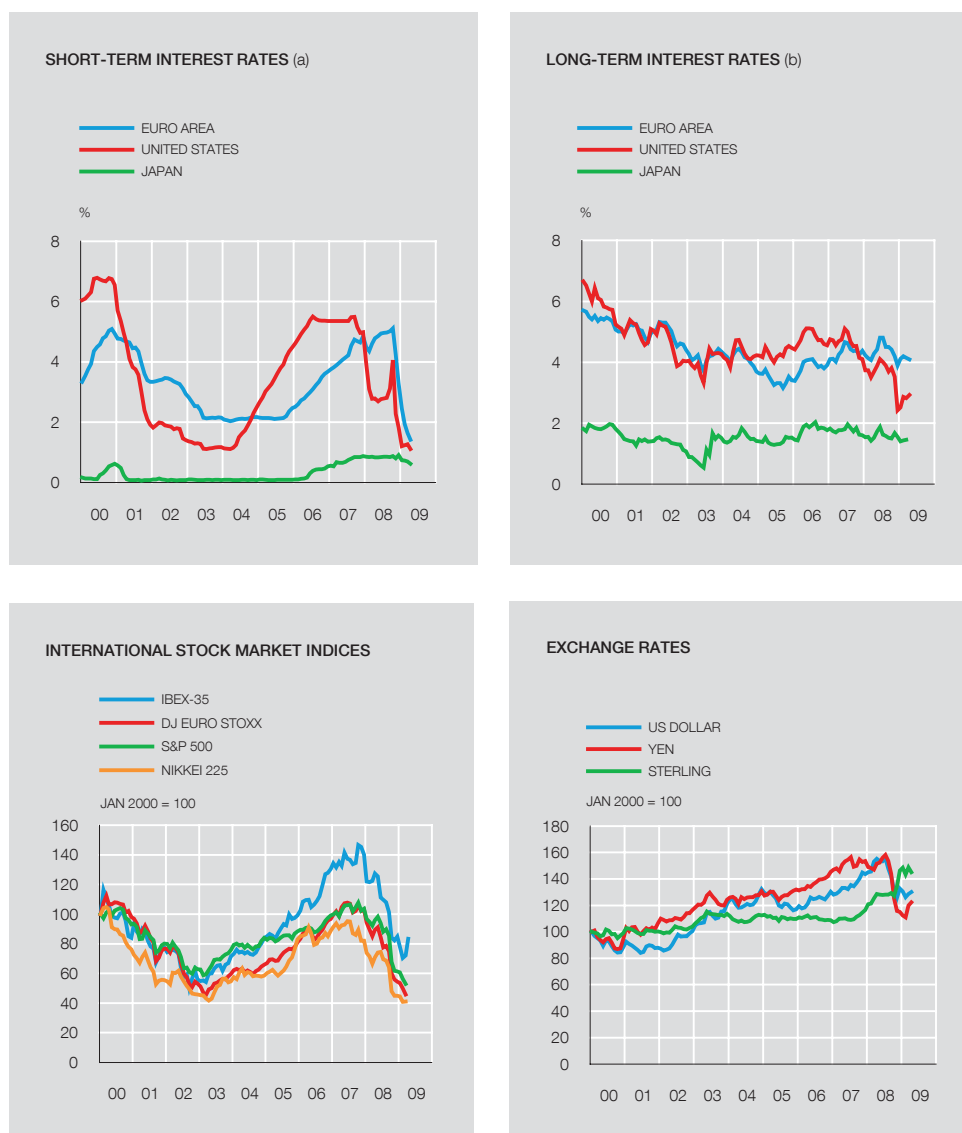 SHORT-TERM INTEREST RATES (a)
EURO AREA
UNITED STATES
JAPAN
%
8
6
4
2
0
00 01 02 03 04 05 06 07 08 09
LONG-TERM INTEREST RATES (b)
EURO AREA
UNITED STATES
JAPAN
%
8
6
4
2
0
00 01 02 03 04 05 06 07 08 09
INTERNATIONAL STOCK MARKET INDICES
IBEX-35
DJ EURO STOXX
S&P 500
NIKKEI 225
JAN 2000 = 100
160
140
120
100
80
60
40
20
0
00 01 02 03 04 05 06 07 08 09
EXCHANGE RATES
US DOLLAR
YEN
STERLING
JAN 2000 = 100
180
160
140
120
100
80
60
40
20
0
00 01 02 03 04 05 06 07 08 09